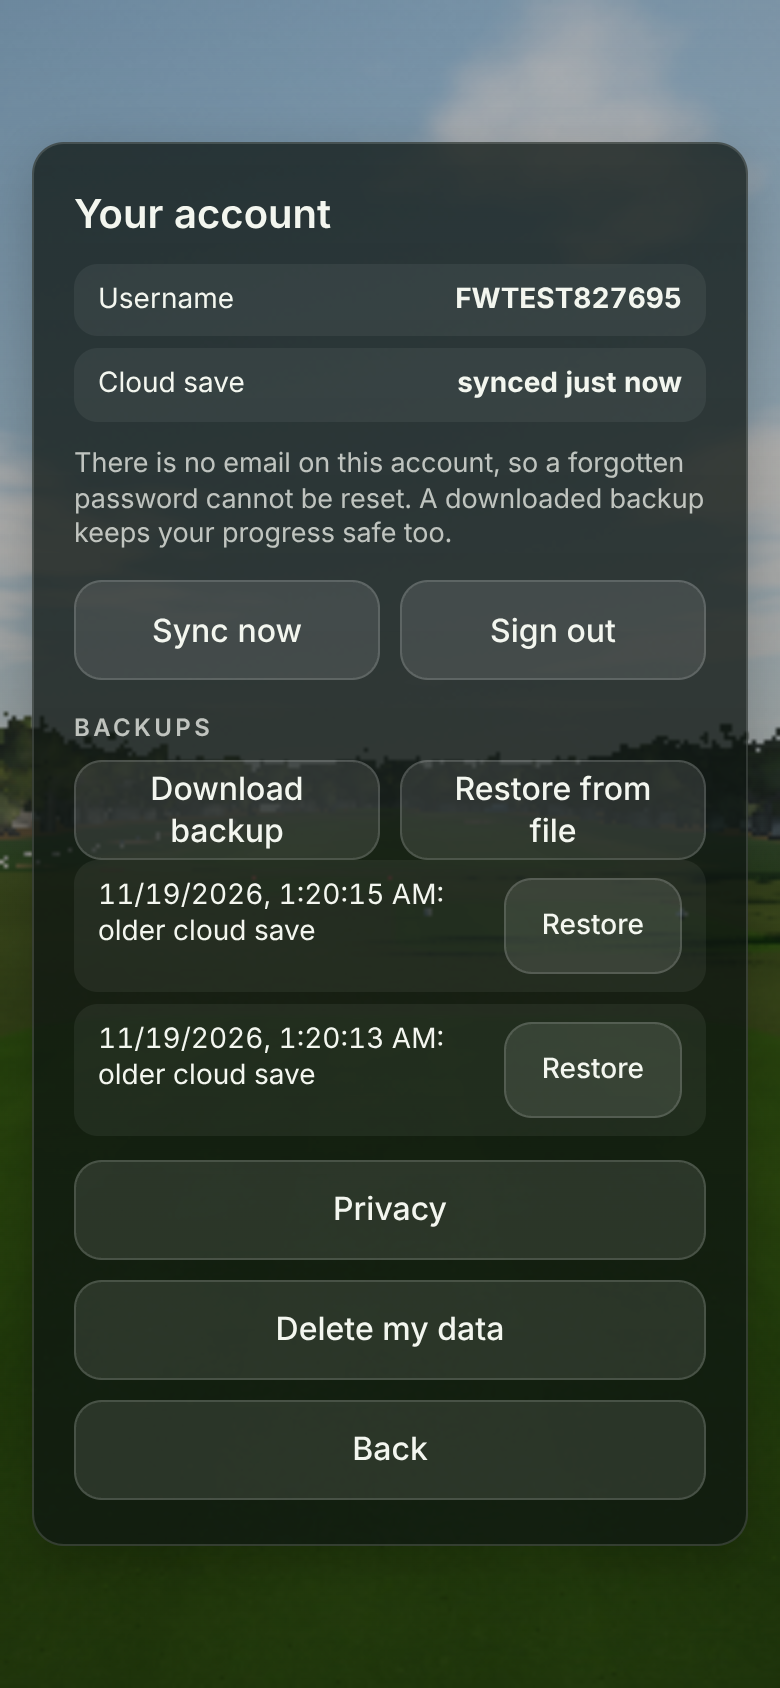 Your account
Username FWTEST827695
Cloud save synced just now
There is no email on this account, so a forgotten
password cannot be reset. A downloaded backup
keeps your progress safe too.
Sync now Sign out
BACKUPS
Download
backup
Restore from
file
11/19/2026, 1:20:15 AM:
older cloud save
Restore
11/19/2026, 1:20:13 AM:
older cloud save
Restore
Privacy
Delete my data
Back